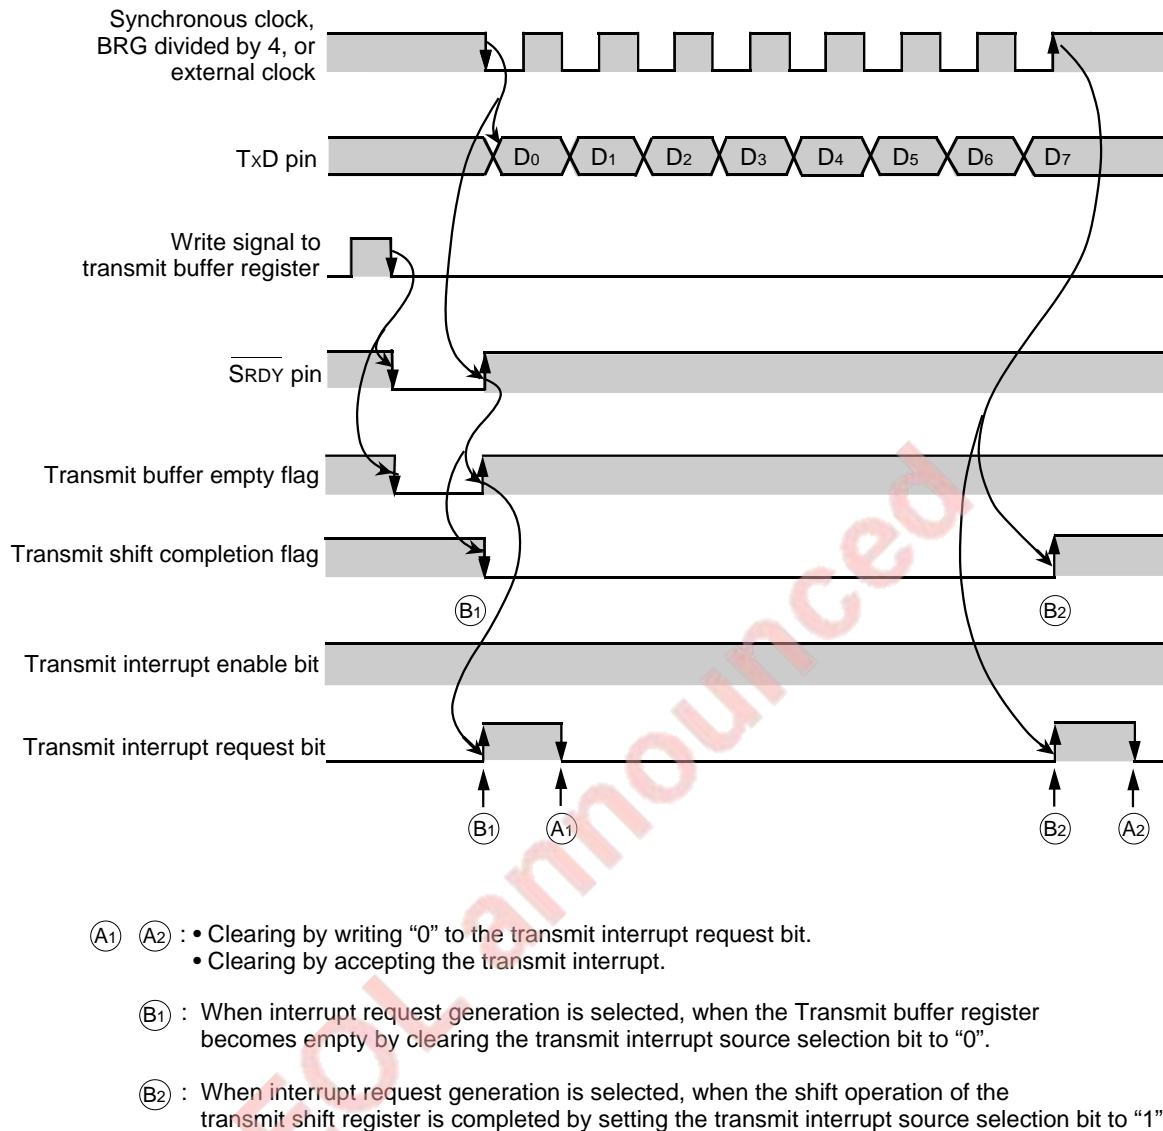 Synchronous clock,
BRG divided by 4, or
external clock
TxD pin
D0 D1 D2 D3 D4 D5 D6 D7
Write signal to
transmit buffer register
SRDY pin
Transmit buffer empty flag
Transmit shift completion flag
B1 B2
Transmit interrupt enable bit
Transmit interrupt request bit
B1 A1 B2 A2
A1 A2 : • Clearing by writing “0” to the transmit interrupt request bit.
• Clearing by accepting the transmit interrupt.
B1 : When interrupt request generation is selected, when the Transmit buffer register
becomes empty by clearing the transmit interrupt source selection bit to “0”.
B2 : When interrupt request generation is selected, when the shift operation of the
transmit shift register is completed by setting the transmit interrupt source selection bit to “1”
EOL announced